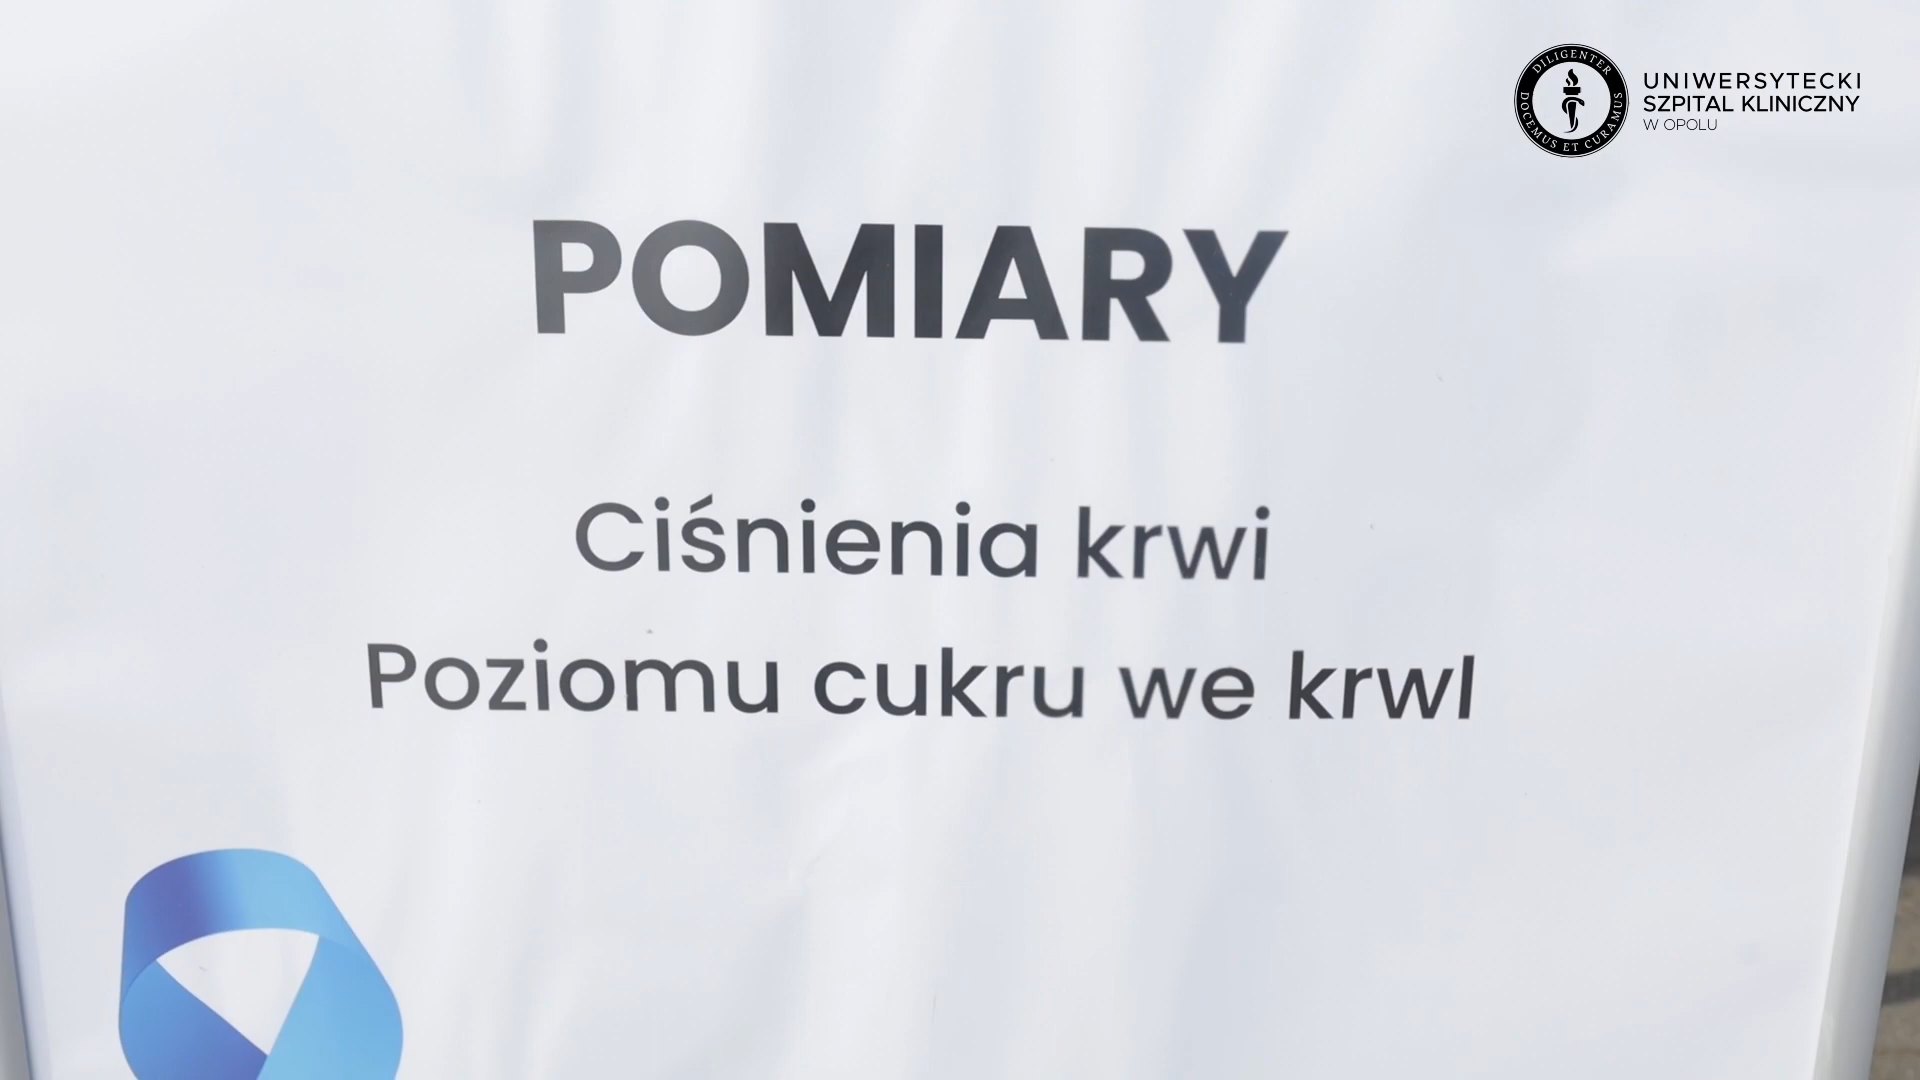 DILIGENTER
DOCEMUS ET CURAMUS
UNIWERSYTECKI
SZPITAL KLINICZNY
W OPOLU
POMIARY
Ciśnienia krwi
Poziomu cukru we krwI